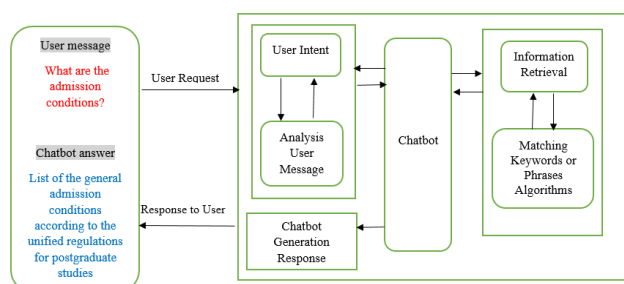 User message
What are the
admission
conditions?
Chatbot answer
List of the general
admission
conditions
according to the
unified regulations
for postgraduate
studies
User Request
Response to User
User Intent
Analysis
User
Message
Chatbot
Generation
Response
Chatbot
Information
Retrieval
Matching
Keywords or
Phrases
Algorithms